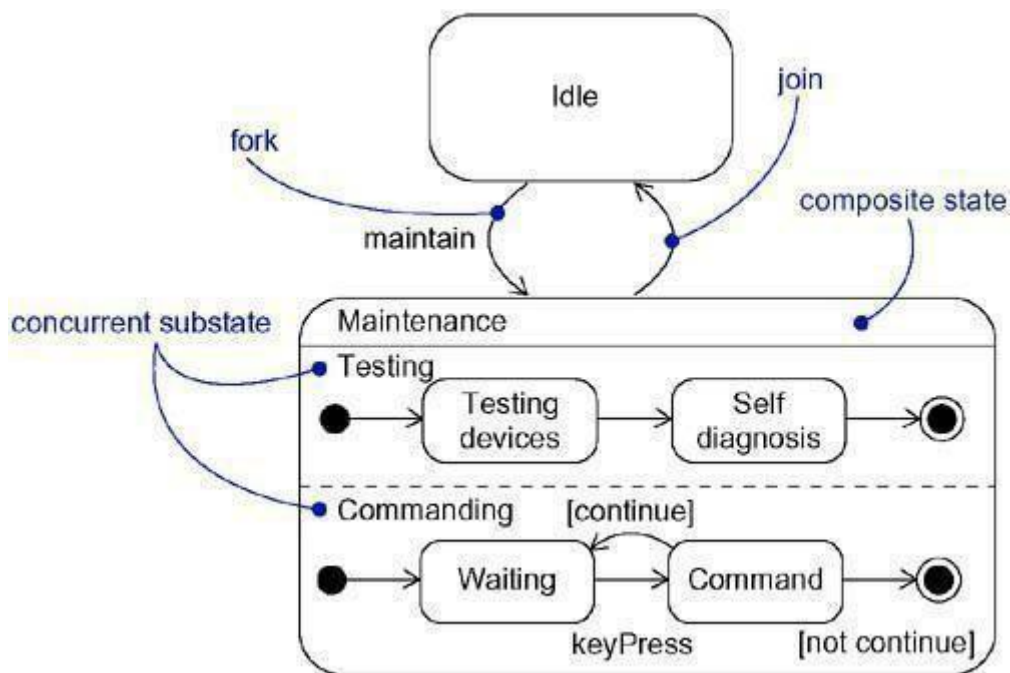 Idle
join
fork
composite state
maintain
concurrent substate
Maintenance
Testing
Testing
devices
Self
diagnosis
Commanding
[continue]
Waiting
Command
keyPress
[not continue]